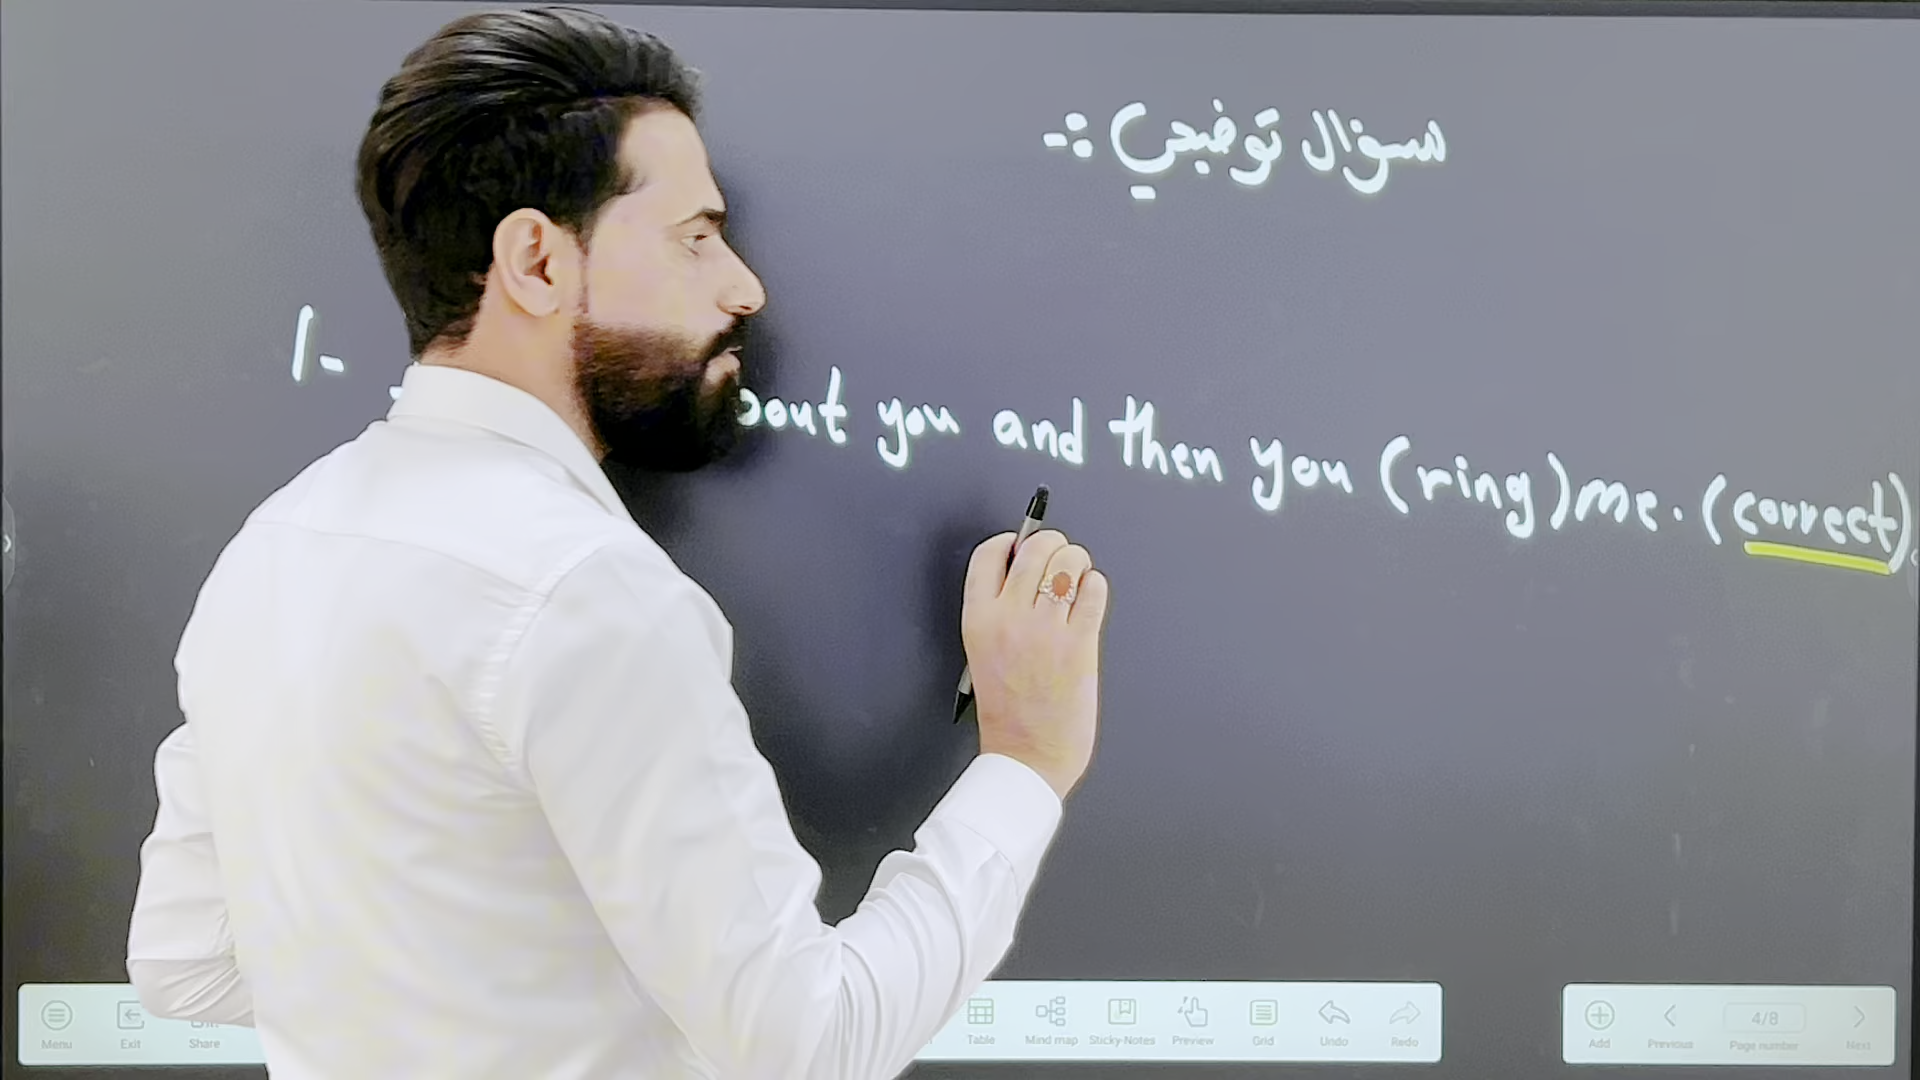 سؤال توضيحي :-
1- you and then you (ring) me. (correct).
Menu
Exit
Share
Table
Mind map
Sticky-Notes
Preview
Grid
Undo
Redo
Add
Previous
4/8
Page number
Next